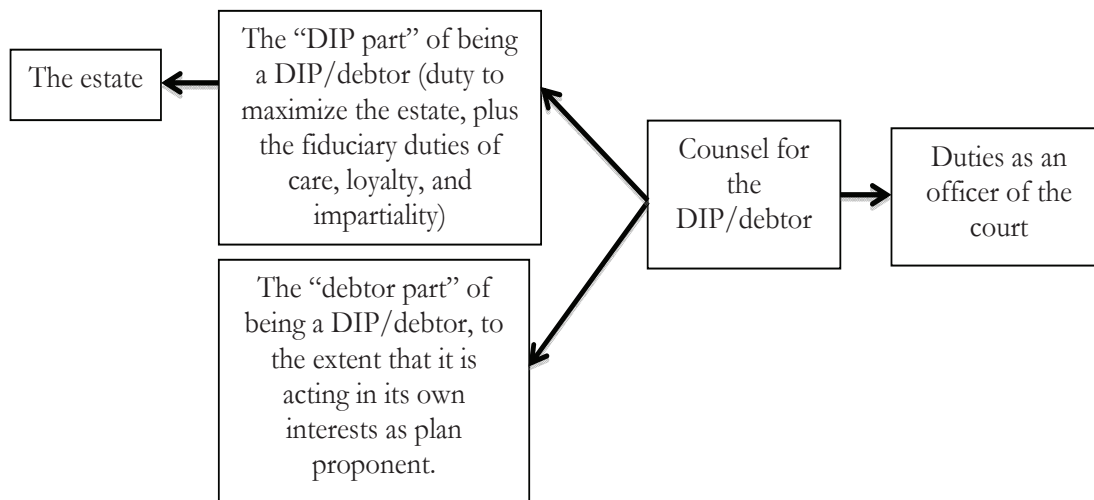 The estate
The “DIP part” of being
a DIP/debtor (duty to
maximize the estate, plus
the fiduciary duties of
care, loyalty, and
impartiality)
The “debtor part” of
being a DIP/debtor, to
the extent that it is
acting in its own
interests as plan
proponent.
Counsel for
the
DIP/debtor
Duties as an
officer of the
court